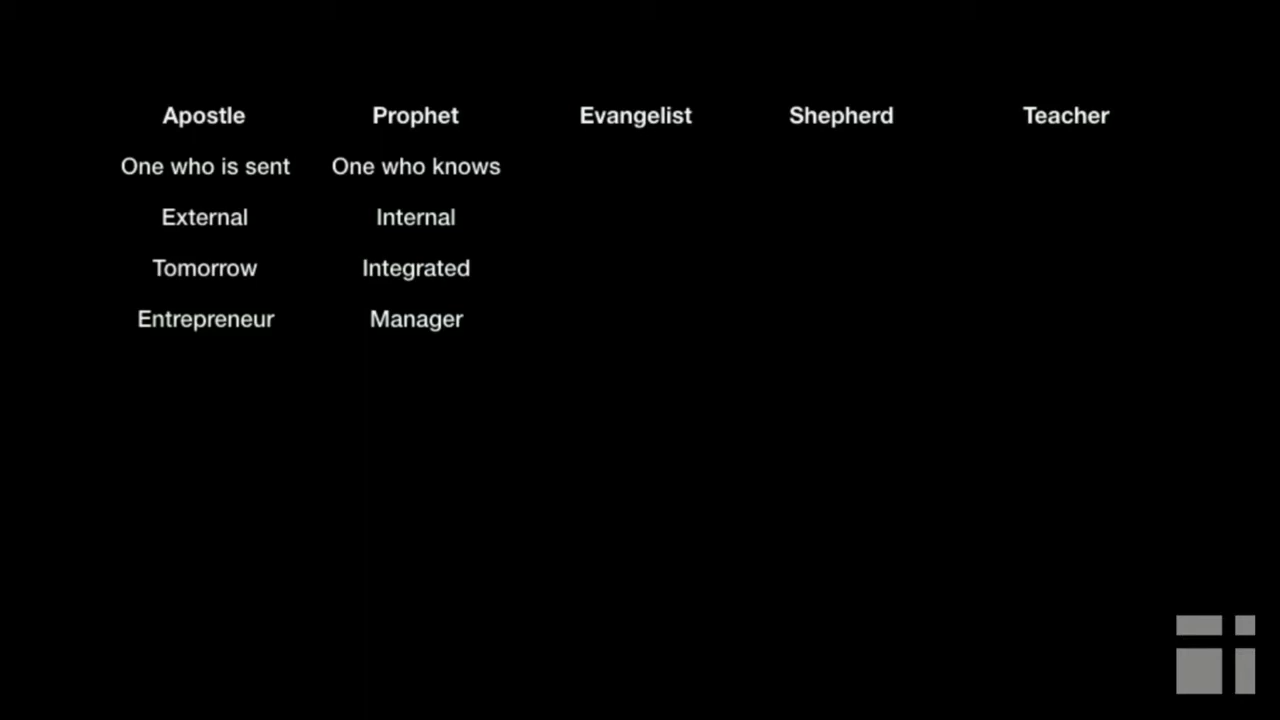 Apostle Prophet Evangelist Shepherd Teacher
One who is sent One who knows
External Internal
Tomorrow Integrated
Entrepreneur Manager